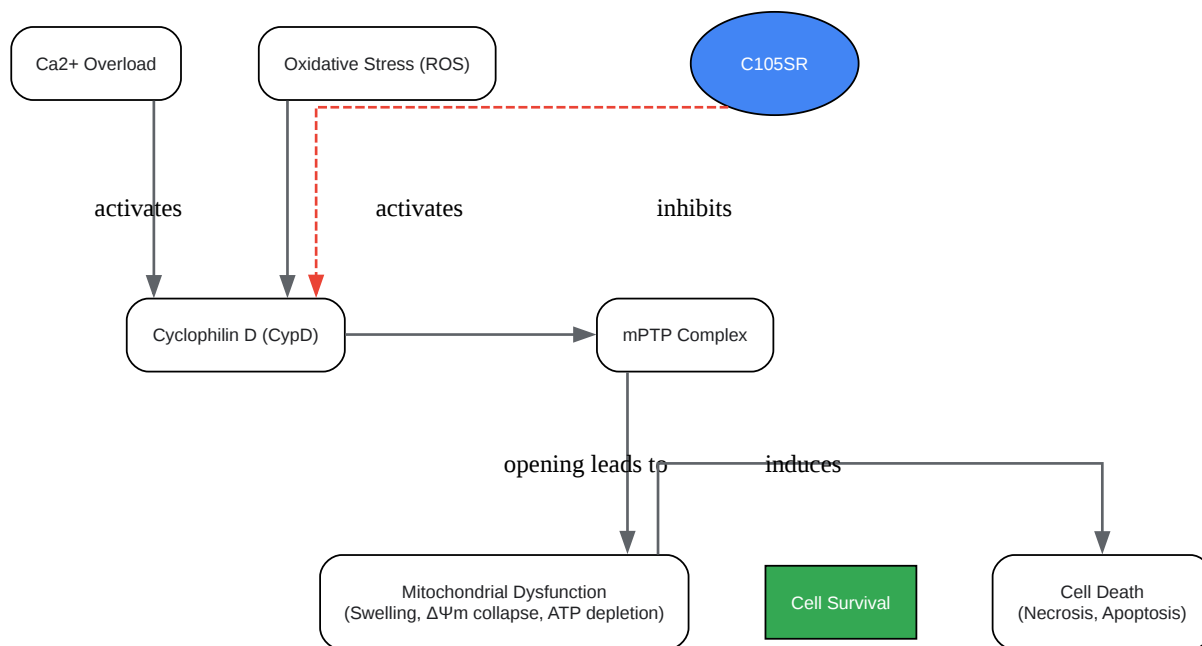 Ca2+ Overload
Oxidative Stress (ROS)
C105SR
activates
activates
inhibits
Cyclophilin D (CypD)
mPTP Complex
opening leads to
induces
Mitochondrial Dysfunction
(Swelling, ΔΨm collapse, ATP depletion)
Cell Survival
Cell Death
(Necrosis, Apoptosis)